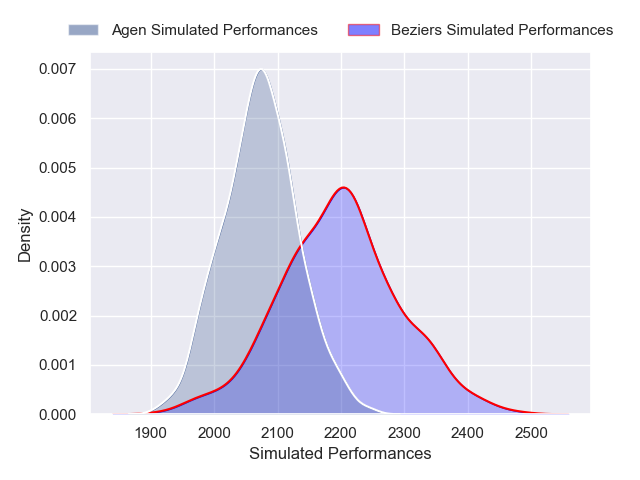 Agen Simulated Performances
Beziers Simulated Performances
0.007
0.006
0.005
0.004
0.003
0.002
0.001
0.000
Density
1900 2000 2100 2200 2300 2400 2500
Simulated Performances